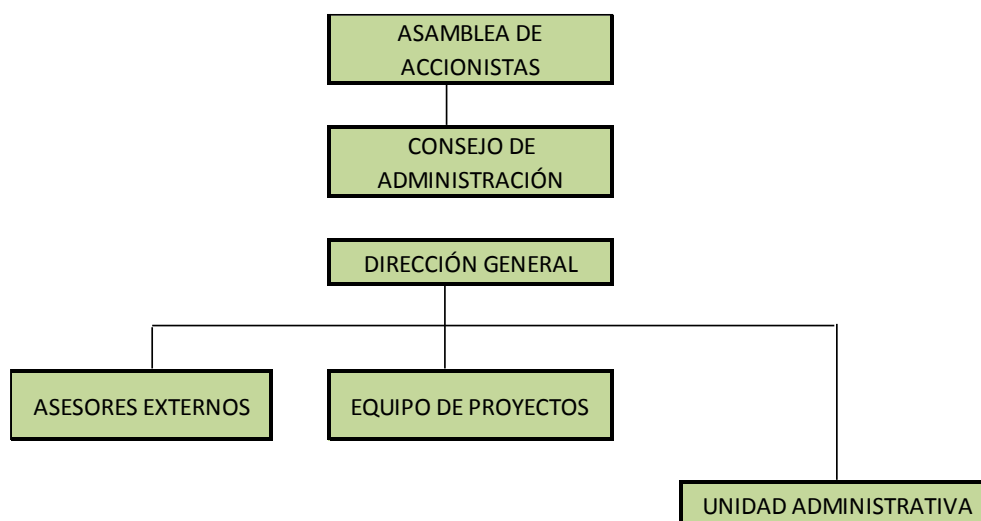 ASAMBLEA DE
ACCIONISTAS
CONSEJO DE
ADMINISTRACIÓN
DIRECCIÓN GENERAL
ASESORES EXTERNOS
EQUIPO DE PROYECTOS
UNIDAD ADMINISTRATIVA